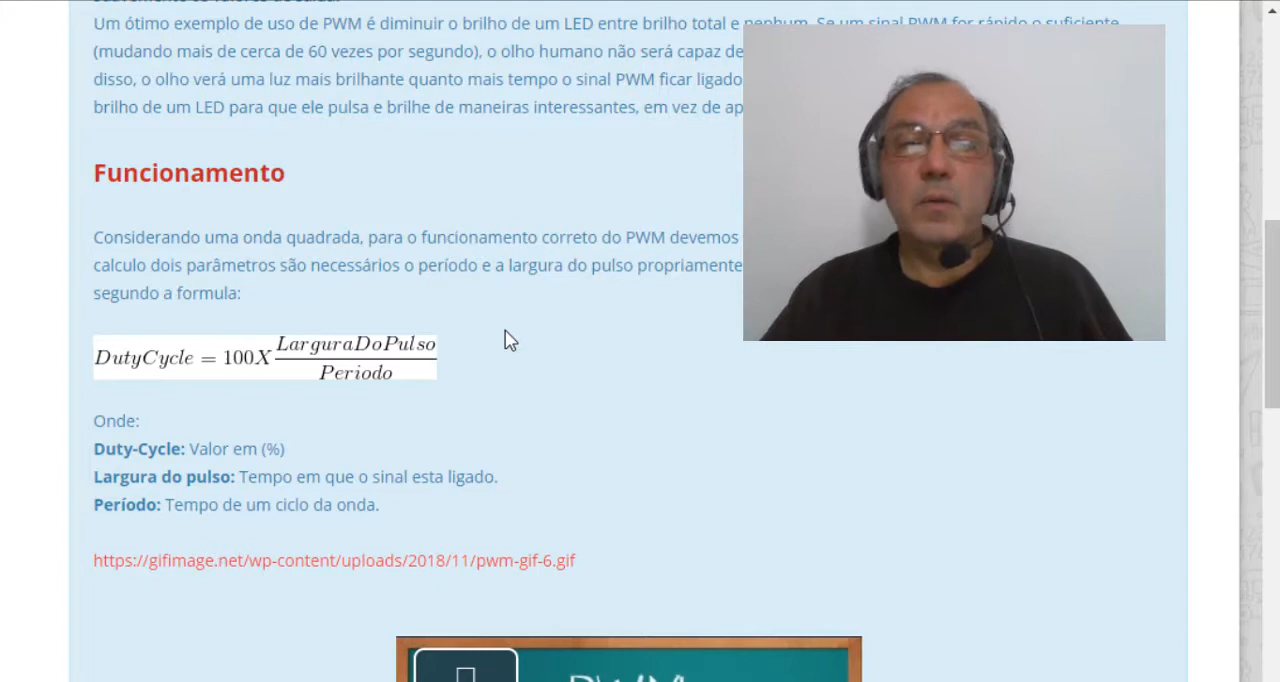 Um ótimo exemplo de uso de PWM é diminuir o brilho de um LED entre brilho total e nenhum. Se um sinal PWM for rápido o suficiente
(mudando mais de cerca de 60 vezes por segundo), o olho humano não será capaz de
disso, o olho verá uma luz mais brilhante quanto mais tempo o sinal PWM ficar ligado
brilho de um LED para que ele pulsa e brilhe de maneiras interessantes, em vez de ap
Funcionamento
Considerando uma onda quadrada, para o funcionamento correto do PWM devemos
calculo dois parâmetros são necessários o período e a largura do pulso propriamente
segundo a formula:
DutyCycle = 100X LarguraDoPulso
Periodo
Onde:
Duty-Cycle: Valor em (%)
Largura do pulso: Tempo em que o sinal esta ligado.
Período: Tempo de um ciclo da onda.
https://gifimage.net/wp-content/uploads/2018/11/pwm-gif-6.gif
PWM